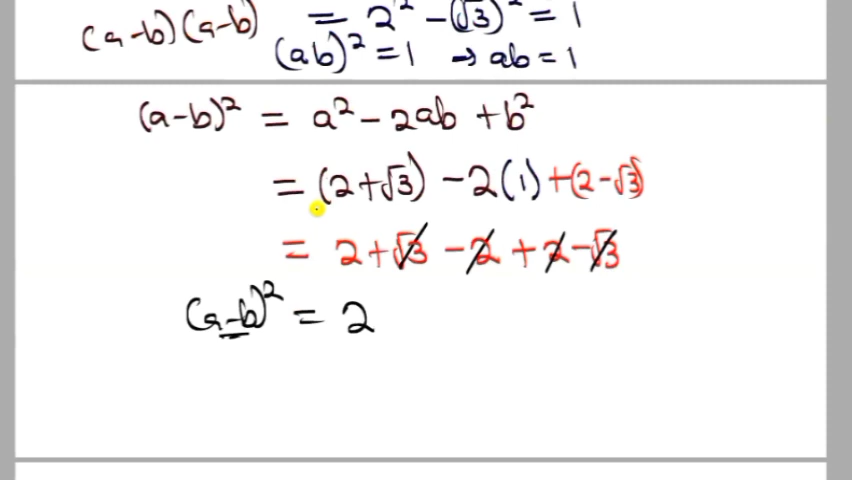 (a-b)(a-b) = 2² - (√3)² = 1
(ab)² = 1 → ab = 1
(a-b)² = a² - 2ab + b²
= (2+√3) - 2(1) + (2-√3)
= 2 + √3 - 2 + 2 - √3
(a-b)² = 2